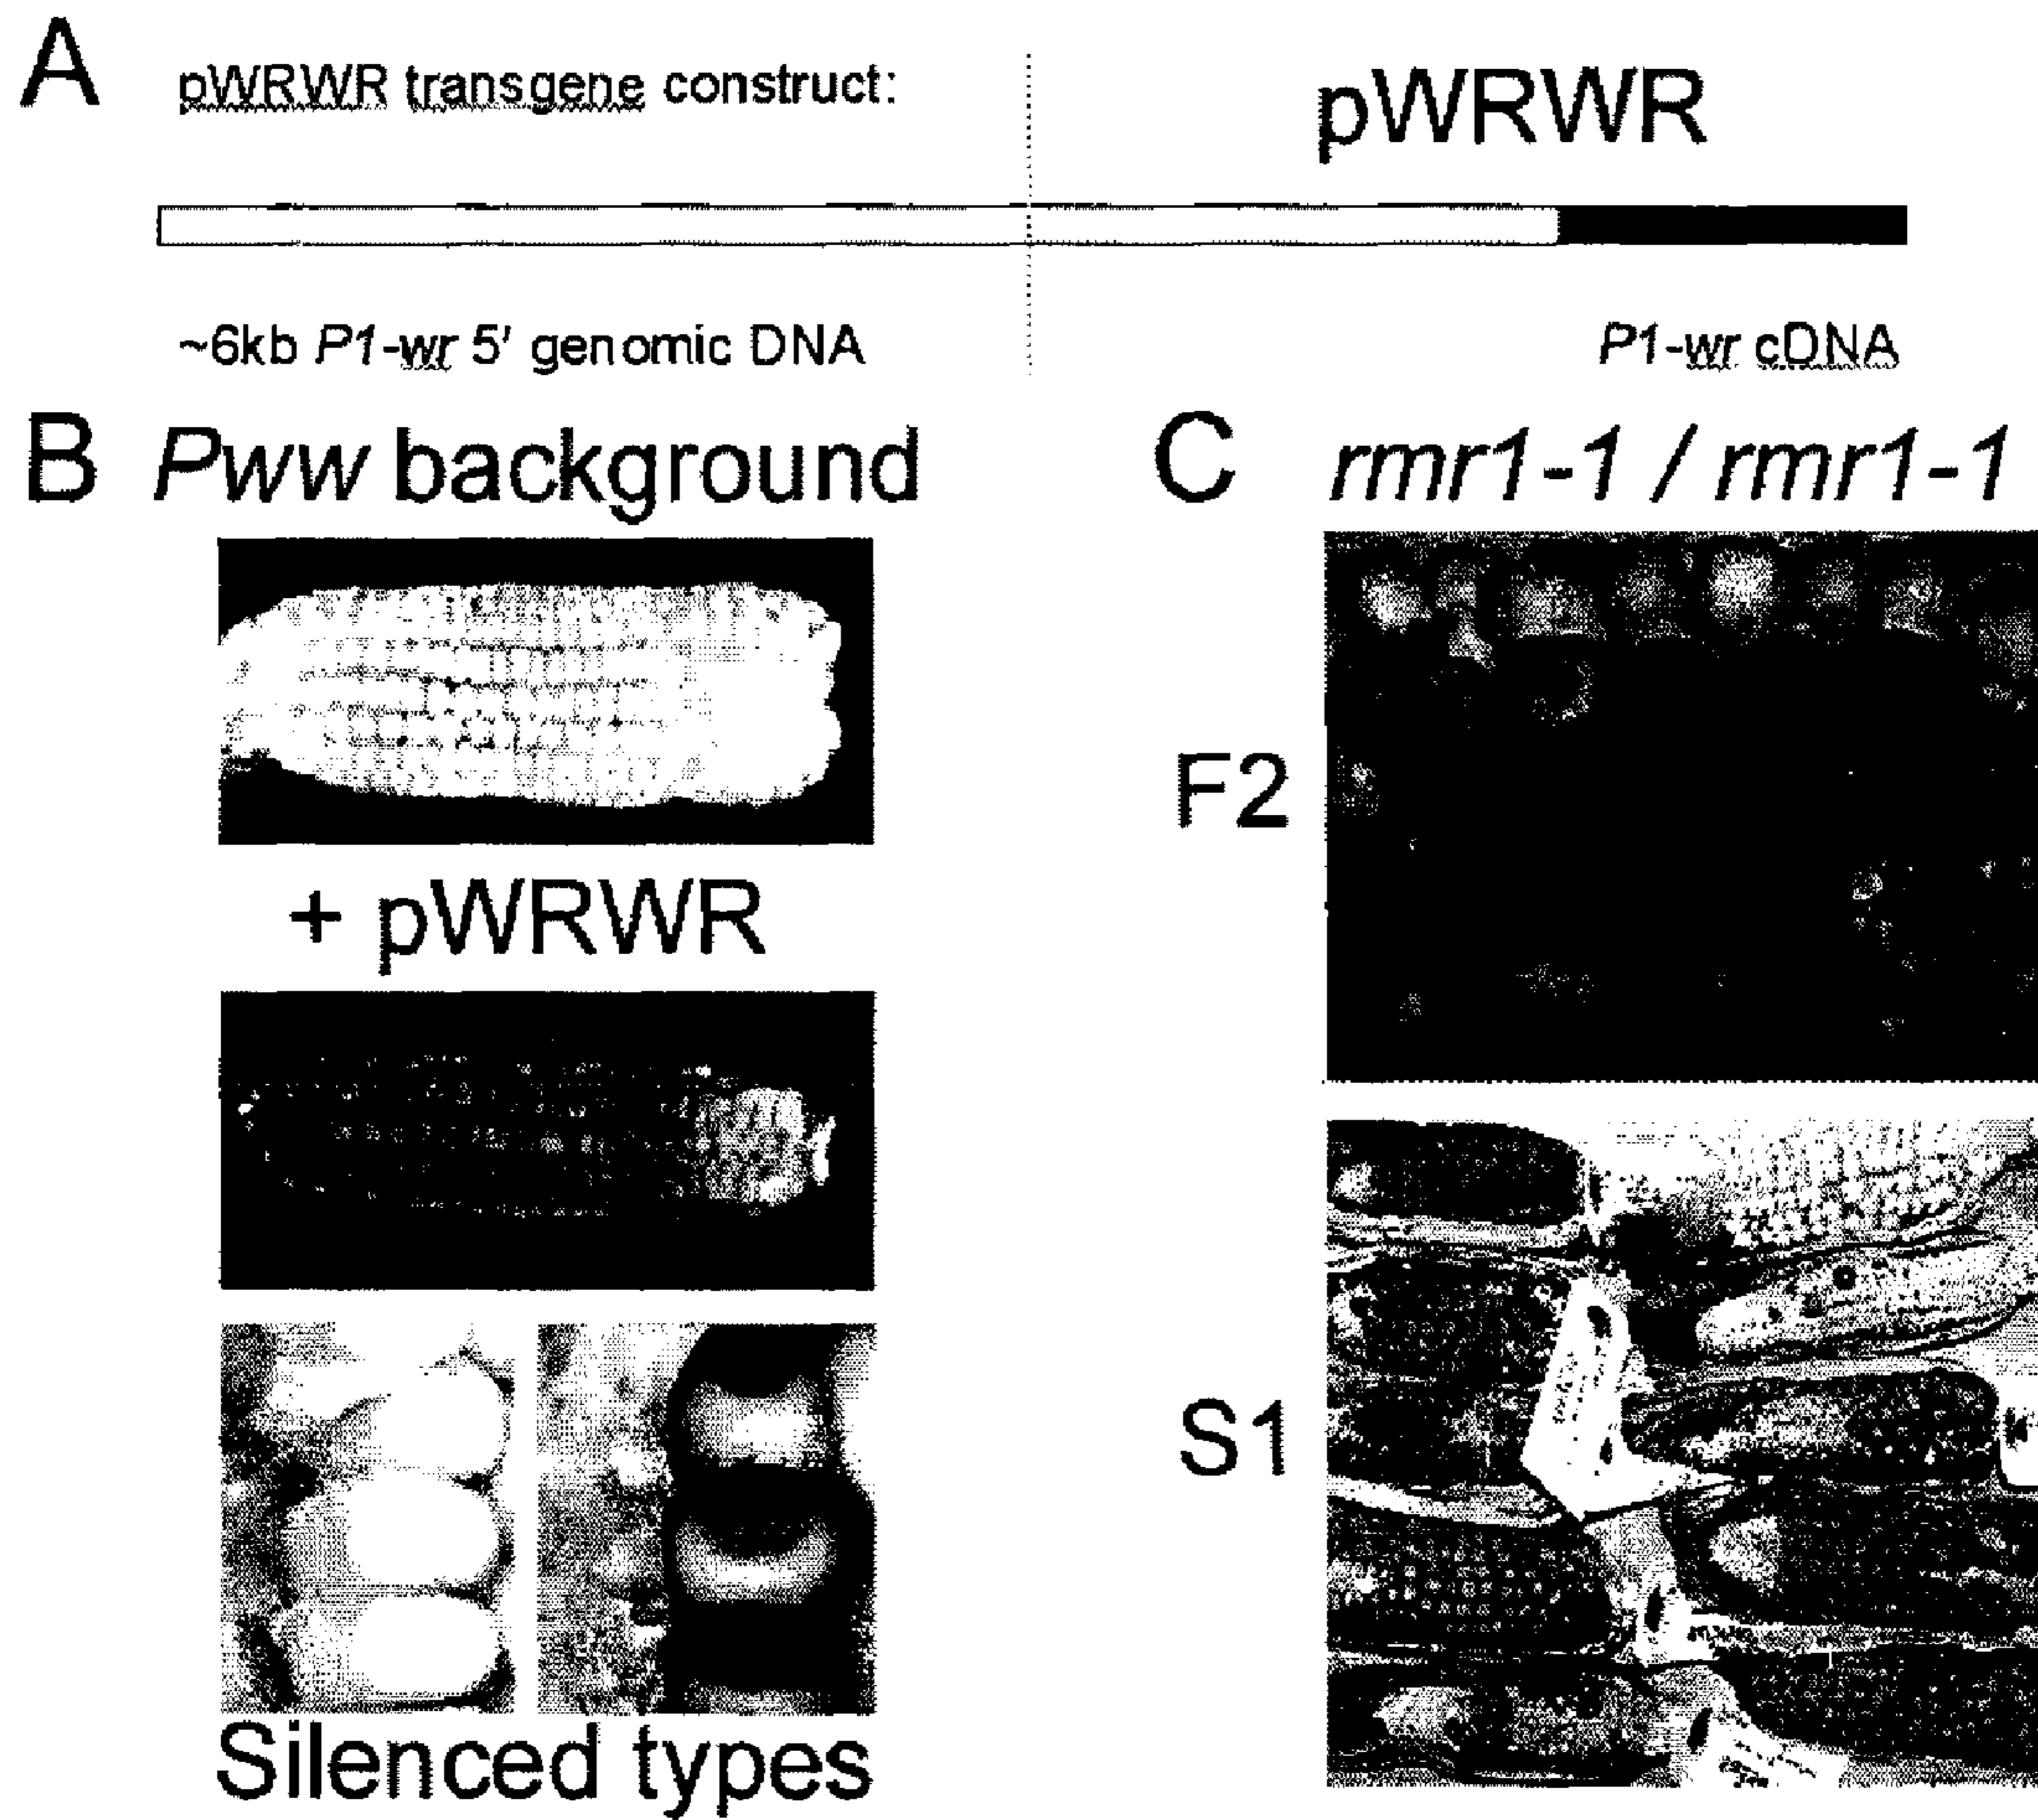 A pWRWR transgene construct:
pWRWR
~6kb P1-wr 5' genomic DNA
P1-wr cDNA
B Pww background
+ pWRWR
Silenced types
C rmr1-1 / rmr1-1
F2
S1